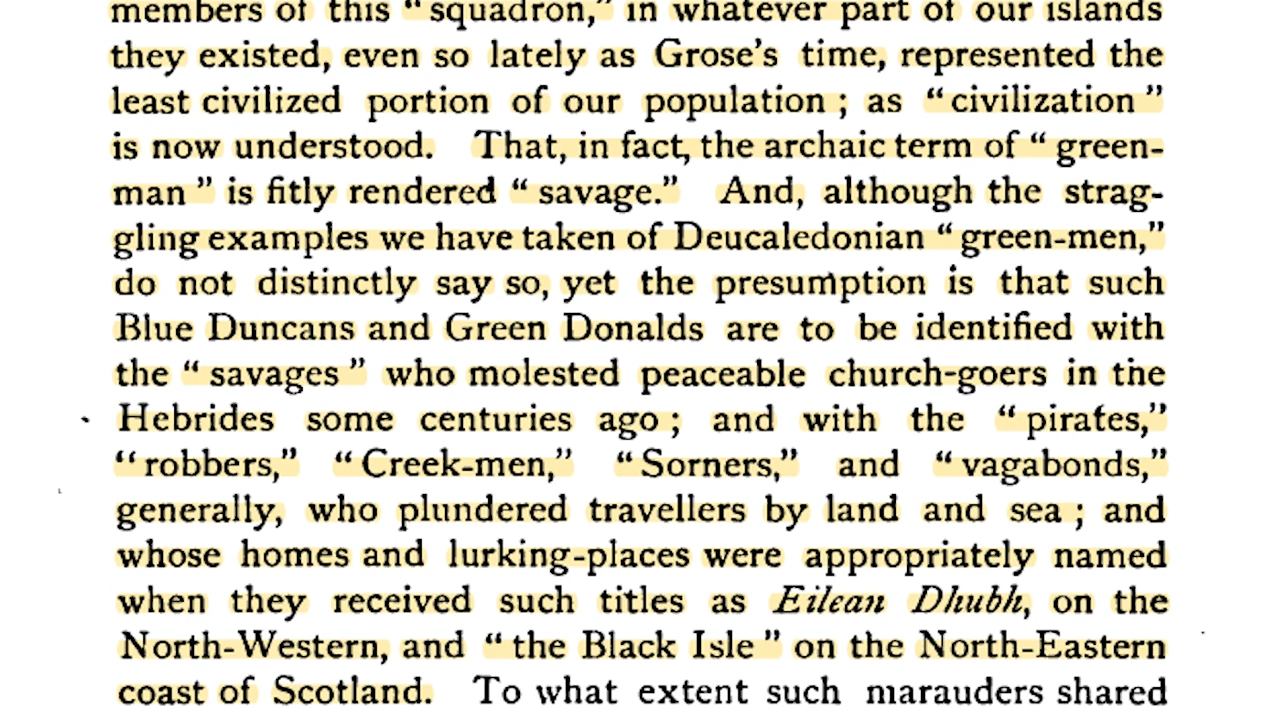 members of this “squadron,” in whatever part of our islands
they existed, even so lately as Grose’s time, represented the
least civilized portion of our population ; as “civilization”
is now understood. That, in fact, the archaic term of “green-
man” is fitly rendered “savage.” And, although the strag-
gling examples we have taken of Deucaledonian “green-men,”
do not distinctly say so, yet the presumption is that such
Blue Duncans and Green Donalds are to be identified with
the “savages” who molested peaceable church-goers in the
Hebrides some centuries ago ; and with the “pirates,”
“robbers,” “Creek-men,” “Sorners,” and “vagabonds,”
generally, who plundered travellers by land and sea ; and
whose homes and lurking-places were appropriately named
when they received such titles as Eilean Dhubh, on the
North-Western, and “the Black Isle” on the North-Eastern
coast of Scotland. To what extent such marauders shared